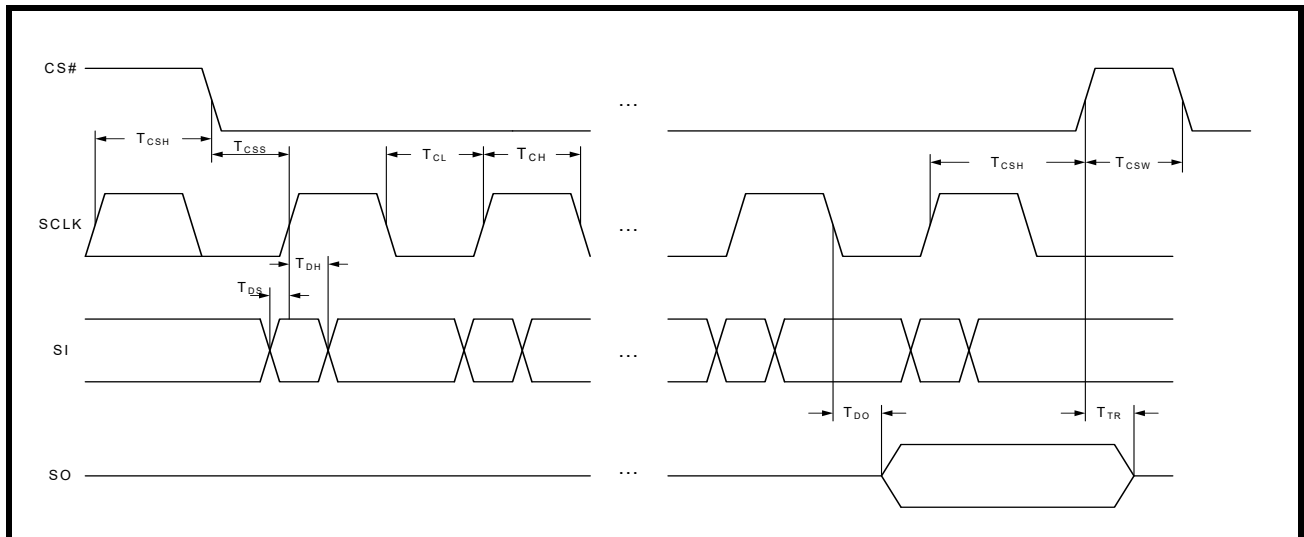 CS#
...
T_CSH
T_CSS
T_CL
T_CH
T_CSH
T_CSW
SCLK
...
T_DH
T_DS
SI
...
T_DO
T_TR
SO
...